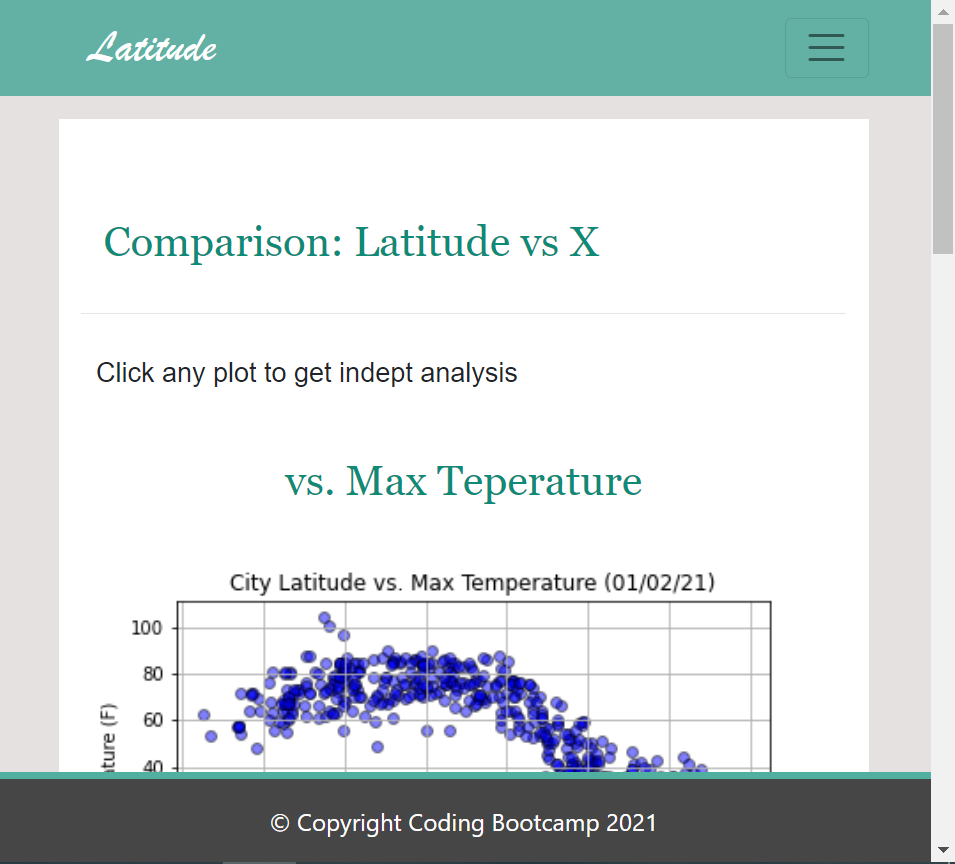 Latitude
Comparison: Latitude vs X
Click any plot to get indept analysis
vs. Max Teperature
City Latitude vs. Max Temperature (01/02/21)
100
80
60
40
ature (F)
© Copyright Coding Bootcamp 2021